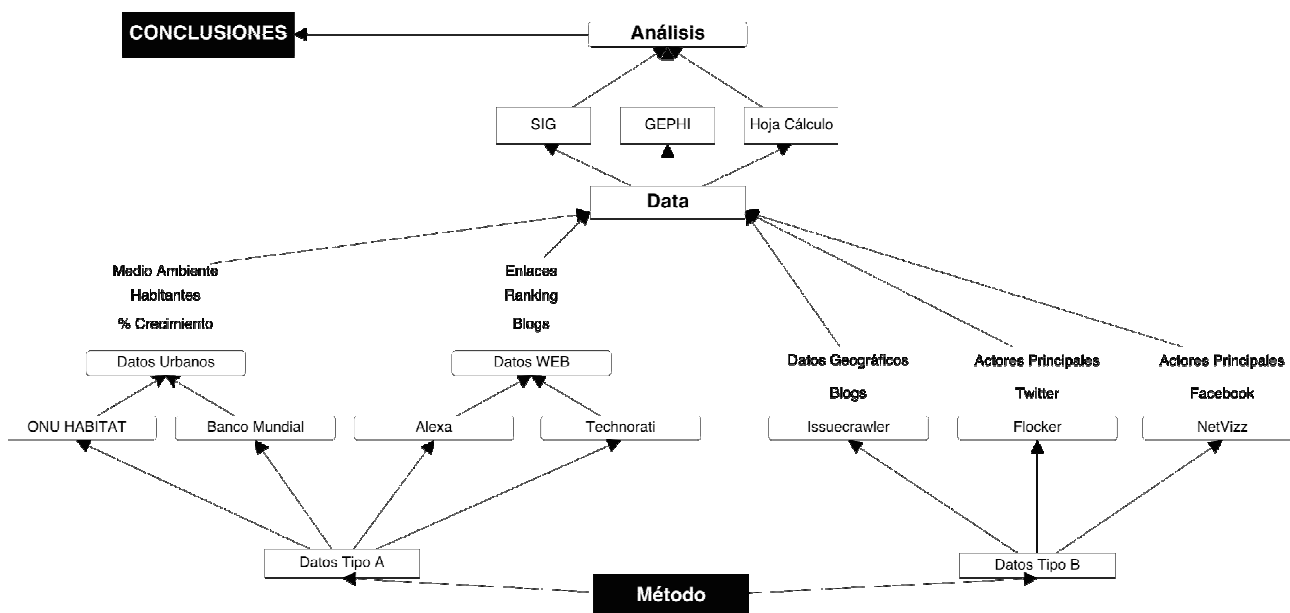 CONCLUSIONES
Análisis
SIG
GEPHI
Hoja Cálculo
Data
Medio Ambiente
Habitantes
% Crecimiento
Enlaces
Ranking
Blogs
Datos Urbanos
Datos WEB
Datos Geográficos
Blogs
Actores Principales
Twitter
Actores Principales
Facebook
ONU HABITAT
Banco Mundial
Alexa
Technorati
Issuecrawler
Flocker
NetVizz
Datos Tipo A
Datos Tipo B
Método